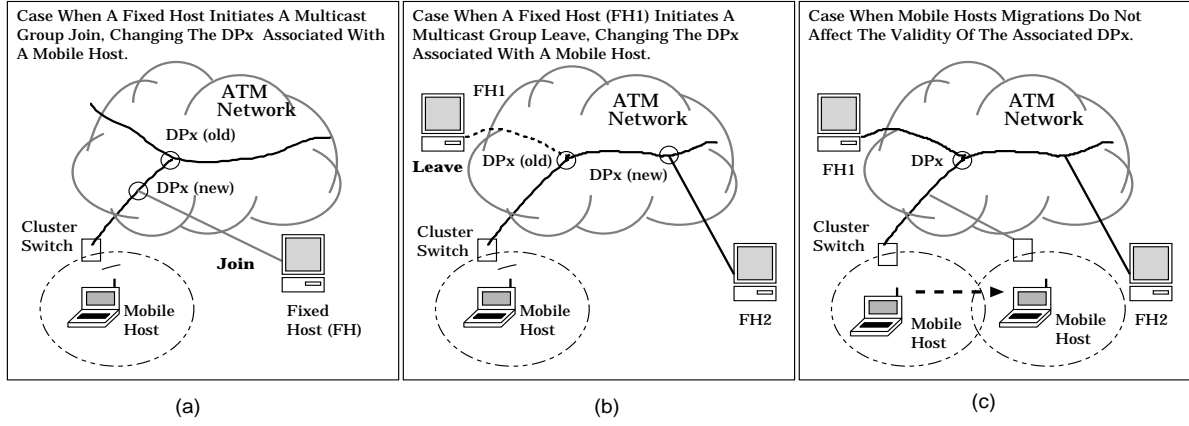 Case When A Fixed Host Initiates A Multicast
Group Join, Changing The DPx Associated With
A Mobile Host.
ATM
Network
DPx (old)
DPx (new)
Cluster
Switch
Join
Mobile
Host
Fixed
Host (FH)
(a)
Case When A Fixed Host (FH1) Initiates A
Multicast Group Leave, Changing The DPx
Associated With A Mobile Host.
FH1
ATM
Network
Leave
DPx (old)
DPx (new)
Cluster
Switch
Mobile
Host
FH2
(b)
Case When Mobile Hosts Migrations Do Not
Affect The Validity Of The Associated DPx.
ATM
Network
FH1
DPx
Cluster
Switch
Mobile
Host
Mobile
Host
FH2
(c)